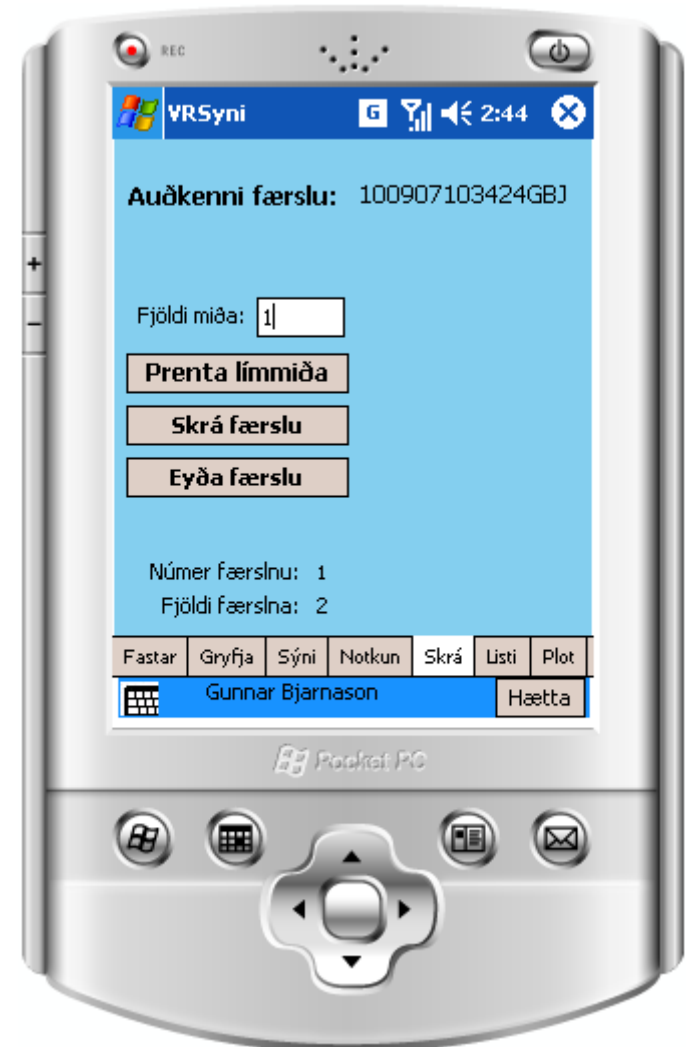 REC
VRSyni G 2:44
Auðkenni færslu: 100907103424GBJ
Fjöldi miða: 1
Prenta límmiða
Skrá færslu
Eyða færslu
Númer færslnu: 1
Fjöldi færslna: 2
Fastar Gryfja Sýni Notkun Skrá Listi Plot
Gunnar Bjarnason Hætta
Pocket PC